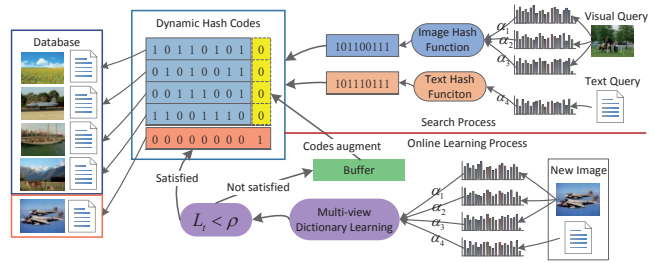 Database
Dynamic Hash Codes
1 0 1 1 0 1 0 1 0
0 1 0 1 0 0 1 1 0
0 0 1 1 1 0 1 0 0
1 1 0 0 1 1 1 0 0
0 0 0 0 0 0 0 0 1
101100111
Image Hash
Function
α1
α2
α3
Visual Query
101110111
Text Hash
Funciton
α4
Text Query
Search Process
Online Learning Process
Codes augment
Buffer
Satisfied
Not satisfied
Lt < ρ
Multi-view
Dictionary Learning
α1
α2
α3
α4
New Image